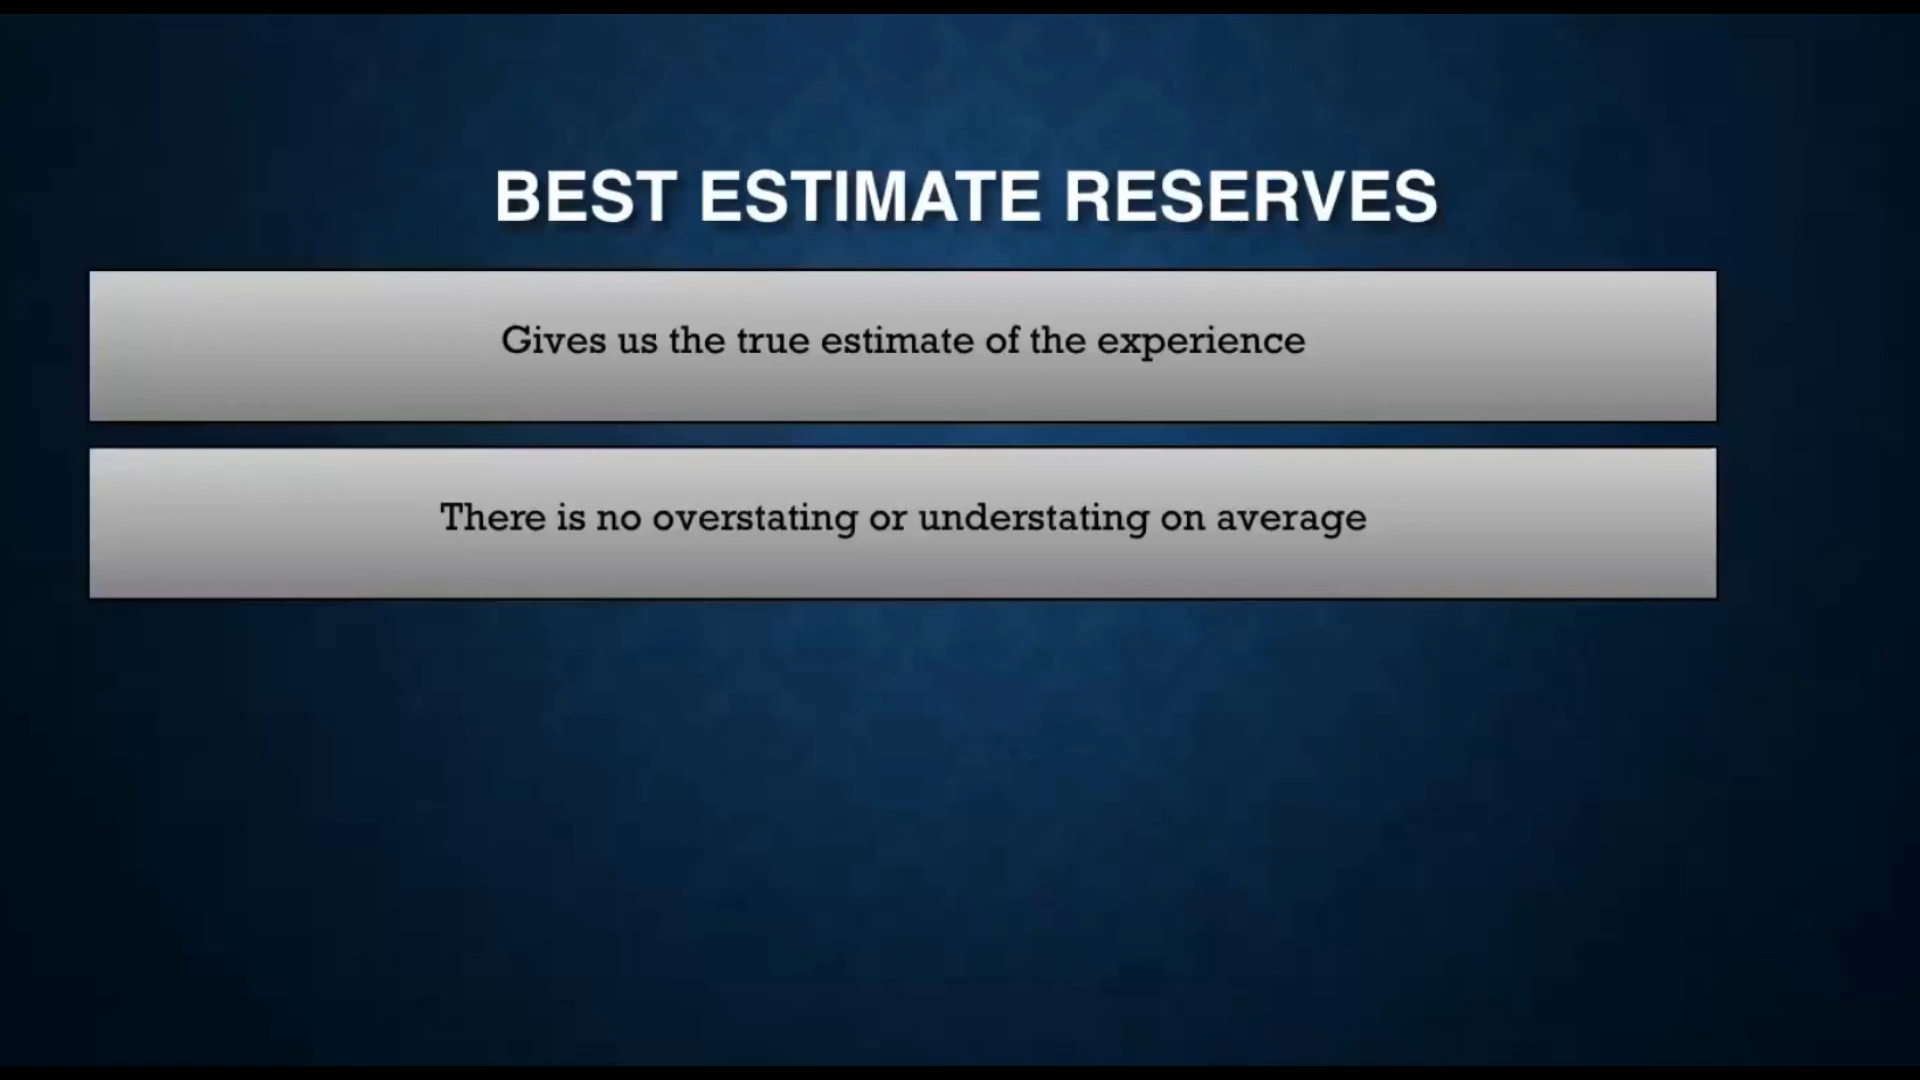 BEST ESTIMATE RESERVES
Gives us the true estimate of the experience
There is no overstating or understating on average